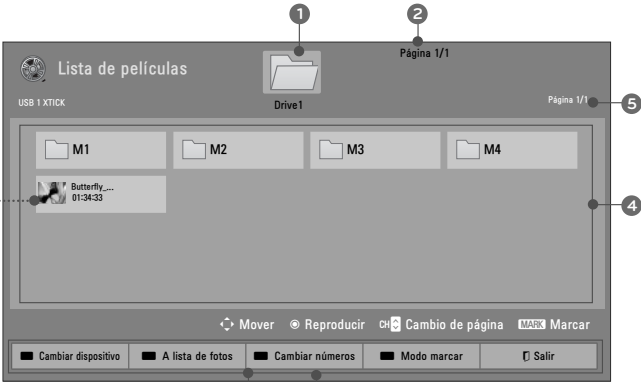 1
2
Página 1/1
Lista de películas
USB 1 XTICK
Drive1
Página 1/1
5
M1
M2
M3
M4
Butterfly_...
01:34:33
4
Mover
Reproducir
CH
Cambio de página
MARK
Marcar
Cambiar dispositivo
A lista de fotos
Cambiar números
Modo marcar
Salir